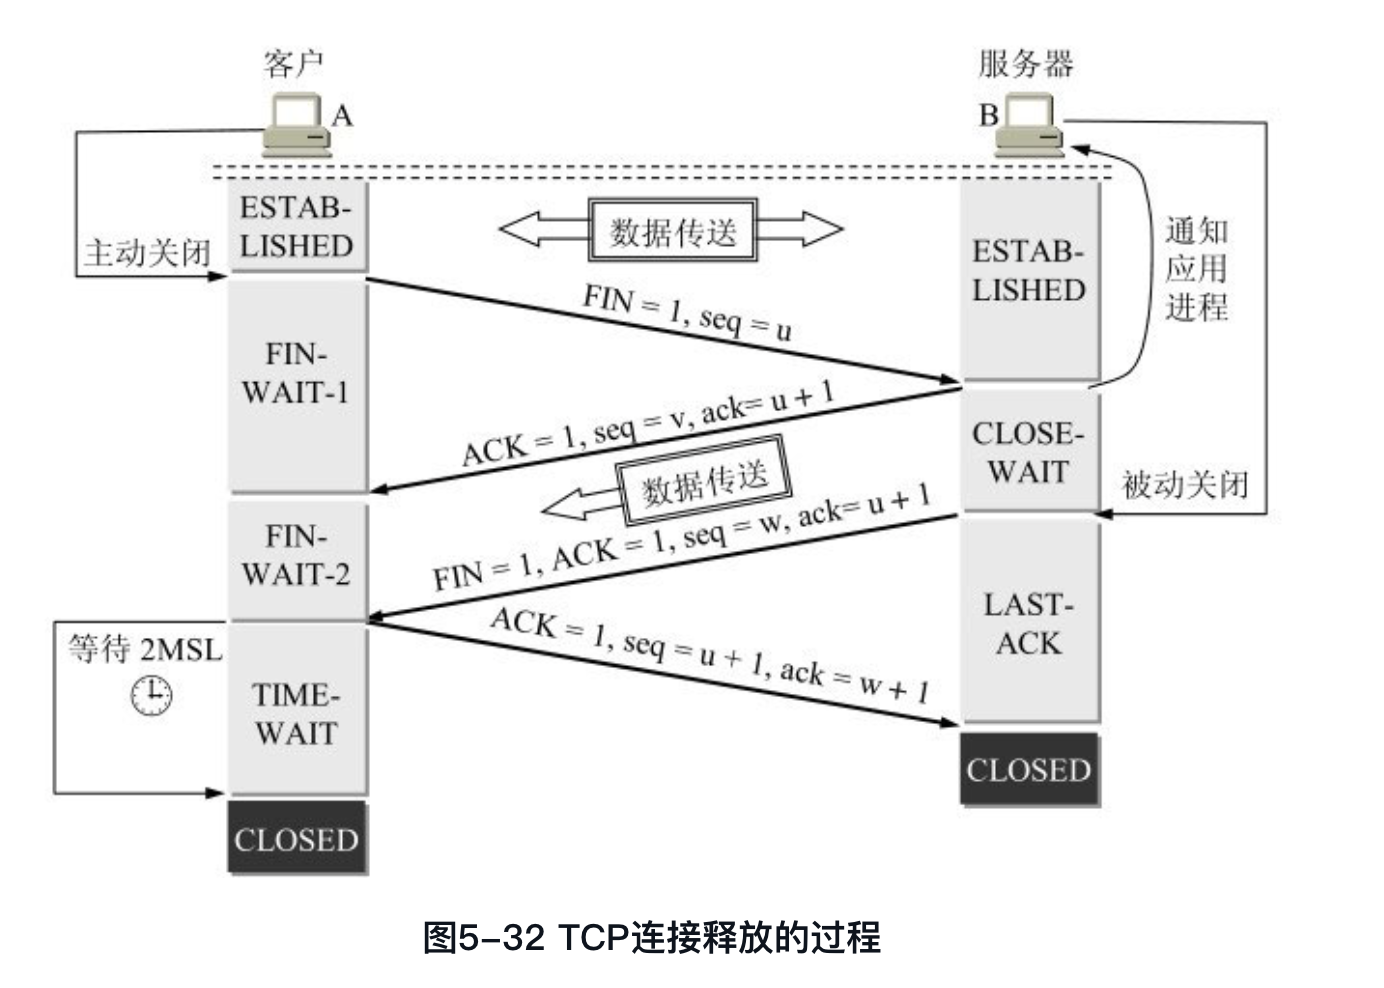 客户
服务器
A
B
ESTAB-
LISHED
数据传送
主动关闭
ESTAB-
LISHED
通知
应用
进程
FIN = 1, seq = u
FIN-
WAIT-1
ACK = 1, seq = v, ack= u + 1
CLOSE-
WAIT
数据传送
被动关闭
FIN-
WAIT-2
FIN = 1, ACK = 1, seq = w, ack= u + 1
ACK = 1, seq = u + 1, ack = w + 1
LAST-
ACK
等待 2MSL
TIME-
WAIT
CLOSED
CLOSED
图5-32 TCP连接释放的过程